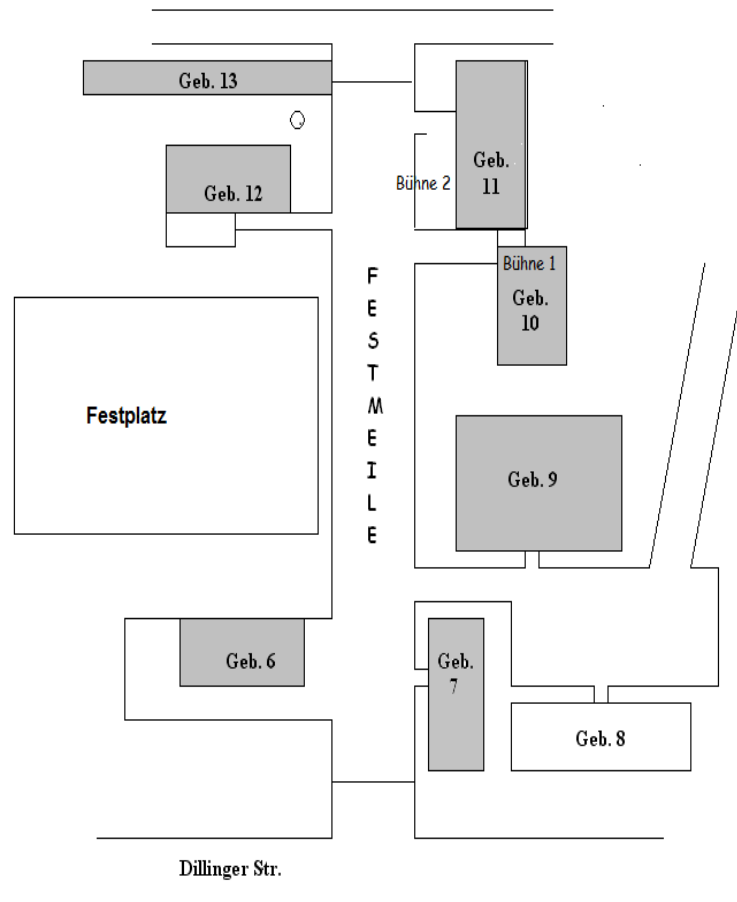 Geb. 13
Geb.
11
Bühne 2
Geb. 12
Bühne 1
Geb.
10
F
E
S
T
M
E
I
L
E
Festplatz
Geb. 9
Geb. 6
Geb.
7
Geb. 8
Dillinger Str.